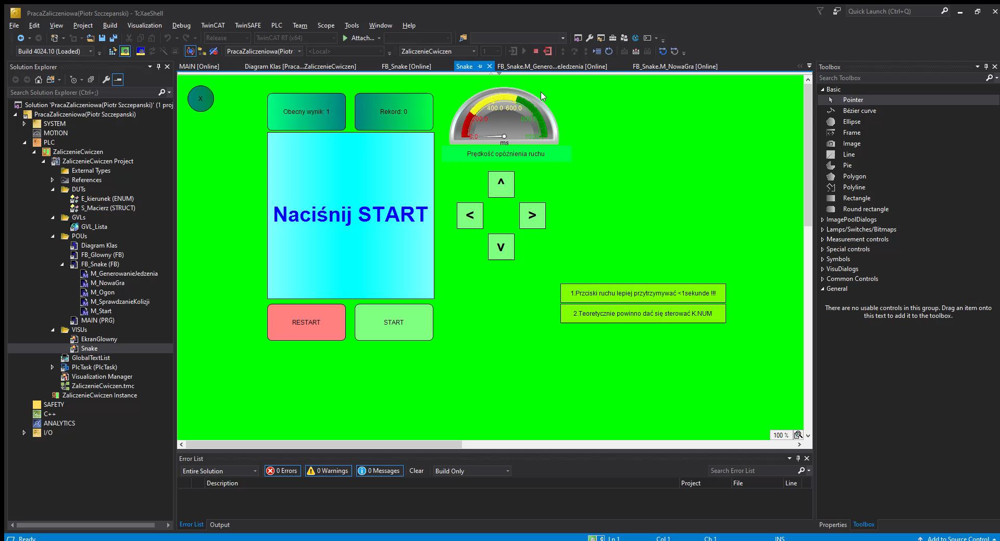 PracaZaliczeniowa(Piotr Szczepanski) - TcXaeShell
Quick Launch (Ctrl+Q)
File Edit View Project Build Visualization Debug TwinCAT TwinSAFE PLC Team Scope Tools Window Help
Release TwinCAT RT (x64) Attach...
Build 4024.10 (Loaded) PracaZaliczeniowa(Piotr <Local> ZaliczenieCwiczen 1
Solution Explorer
Search Solution Explorer (Ctrl+;)
Solution 'PracaZaliczeniowa(Piotr Szczepanski)' (1 proj
PracaZaliczeniowa(Piotr Szczepanski)
SYSTEM
MOTION
PLC
ZaliczenieCwiczen
ZaliczenieCwiczen Project
External Types
References
DUTs
E_kierunek (ENUM)
S_Macierz (STRUCT)
GVLs
GVL_Lista
POUs
Diagram Klas
FB_Glowny (FB)
FB_Snake (FB)
M_GenerowanieJedzenia
M_NowaGra
M_Ogon
M_SprawdzanieKolizji
M_Start
MAIN (PRG)
VISUs
EkranGlowny
Snake
GlobalTextList
PlcTask (PlcTask)
Visualization Manager
ZaliczenieCwiczen.tmc
ZaliczenieCwiczen Instance
SAFETY
C++
ANALYTICS
I/O
MAIN [Online] Diagram Klas [Praca...ZaliczenieCwiczen] FB_Snake [Online] Snake FB_Snake.M_Genero...eJedzenia [Online] FB_Snake.M_NowaGra [Online]
X
Obecny wynik: 1
Rekord: 0
400.0 600.0
200.0 800.0
0.0
ms
Prędkość opóźnienia ruchu
^
< >
v
Naciśnij START
1.Przciski ruchu lepiej przytrzymywać <1sekunde !!!
2.Teoretycznie powinno dać się sterować K.NUM
RESTART
START
100 %
Error List
Entire Solution 0 Errors 0 Warnings 0 Messages Clear Build Only Search Error List
Description Project File Line
Error List Output
Toolbox
Search Toolbox
Basic
Pointer
Bézier curve
Ellipse
Frame
Image
Line
Pie
Polygon
Polyline
Rectangle
Round rectangle
ImagePoolDialogs
Lamps/Switches/Bitmaps
Measurement controls
Special controls
Symbols
VisuDialogs
Common Controls
General
There are no usable controls in this group. Drag an item onto
this text to add it to the toolbox.
Properties Toolbox
Ready 0 Ln 1 Col 1 Ch 1 INS Add to Source Control